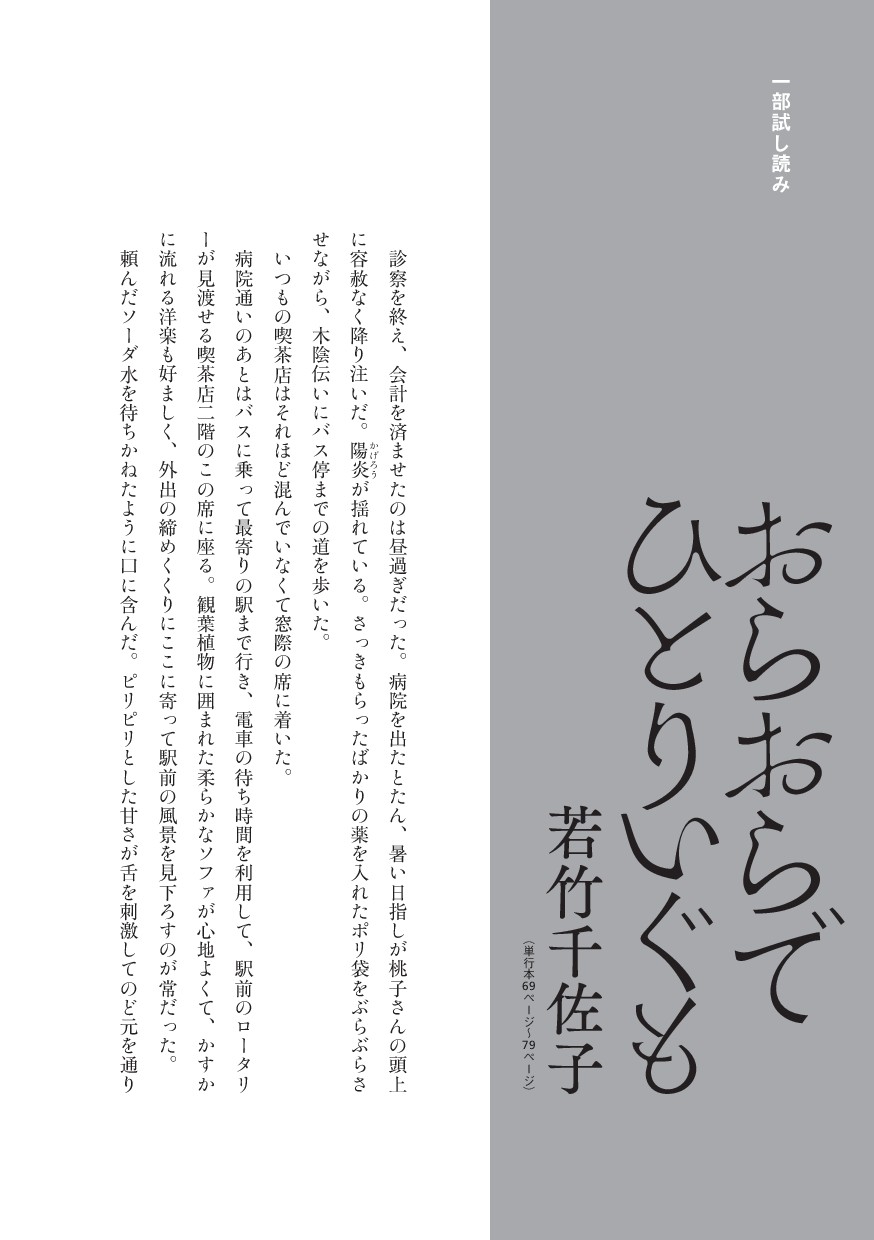 一部試し読み
おらおらで
ひとりいぐも
若竹千佐子
（単行本69ページ〜79ページ）
診察を終え、会計を済ませたのは昼過ぎだった。病院を出たとたん、暑い日指しが桃子さんの頭上
に容赦なく降り注いだ。陽炎かげろうが揺れている。さっきもらったばかりの薬を入れたポリ袋をぶらぶらさ
せながら、木陰伝いにバス停までの道を歩いた。
いつもの喫茶店はそれほど混んでいなくて窓際の席に着いた。
病院通いのあとはバスに乗って最寄りの駅まで行き、電車の待ち時間を利用して、駅前のロータリ
ーが見渡せる喫茶店二階のこの席に座る。観葉植物に囲まれた柔らかなソファが心地よくて、かすか
に流れる洋楽も好ましく、外出の締めくくりにここに寄って駅前の風景を見下ろすのが常だった。
頼んだソーダ水を待ちかねたように口に含んだ。ピリピリとした甘さが舌を刺激してのど元を通り